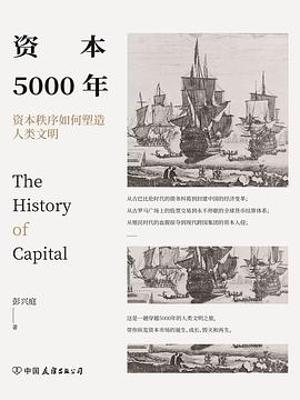 资 本
5000 年
资本秩序如何塑造
人类文明
The
History
of
Capital
从古巴比伦时代的债务纠葛到封建中国的经济变革；
从古罗马广场上的股票交易到永不停歇的全球货币结算体系；
从殖民时代的血腥掠夺到现代跨国集团的资本入侵；
这是一趟穿越5000年的人类文明之旅，
带你纵览资本市场的诞生、成长、毁灭和再生。
彭兴庭
著
中国友谊出版公司